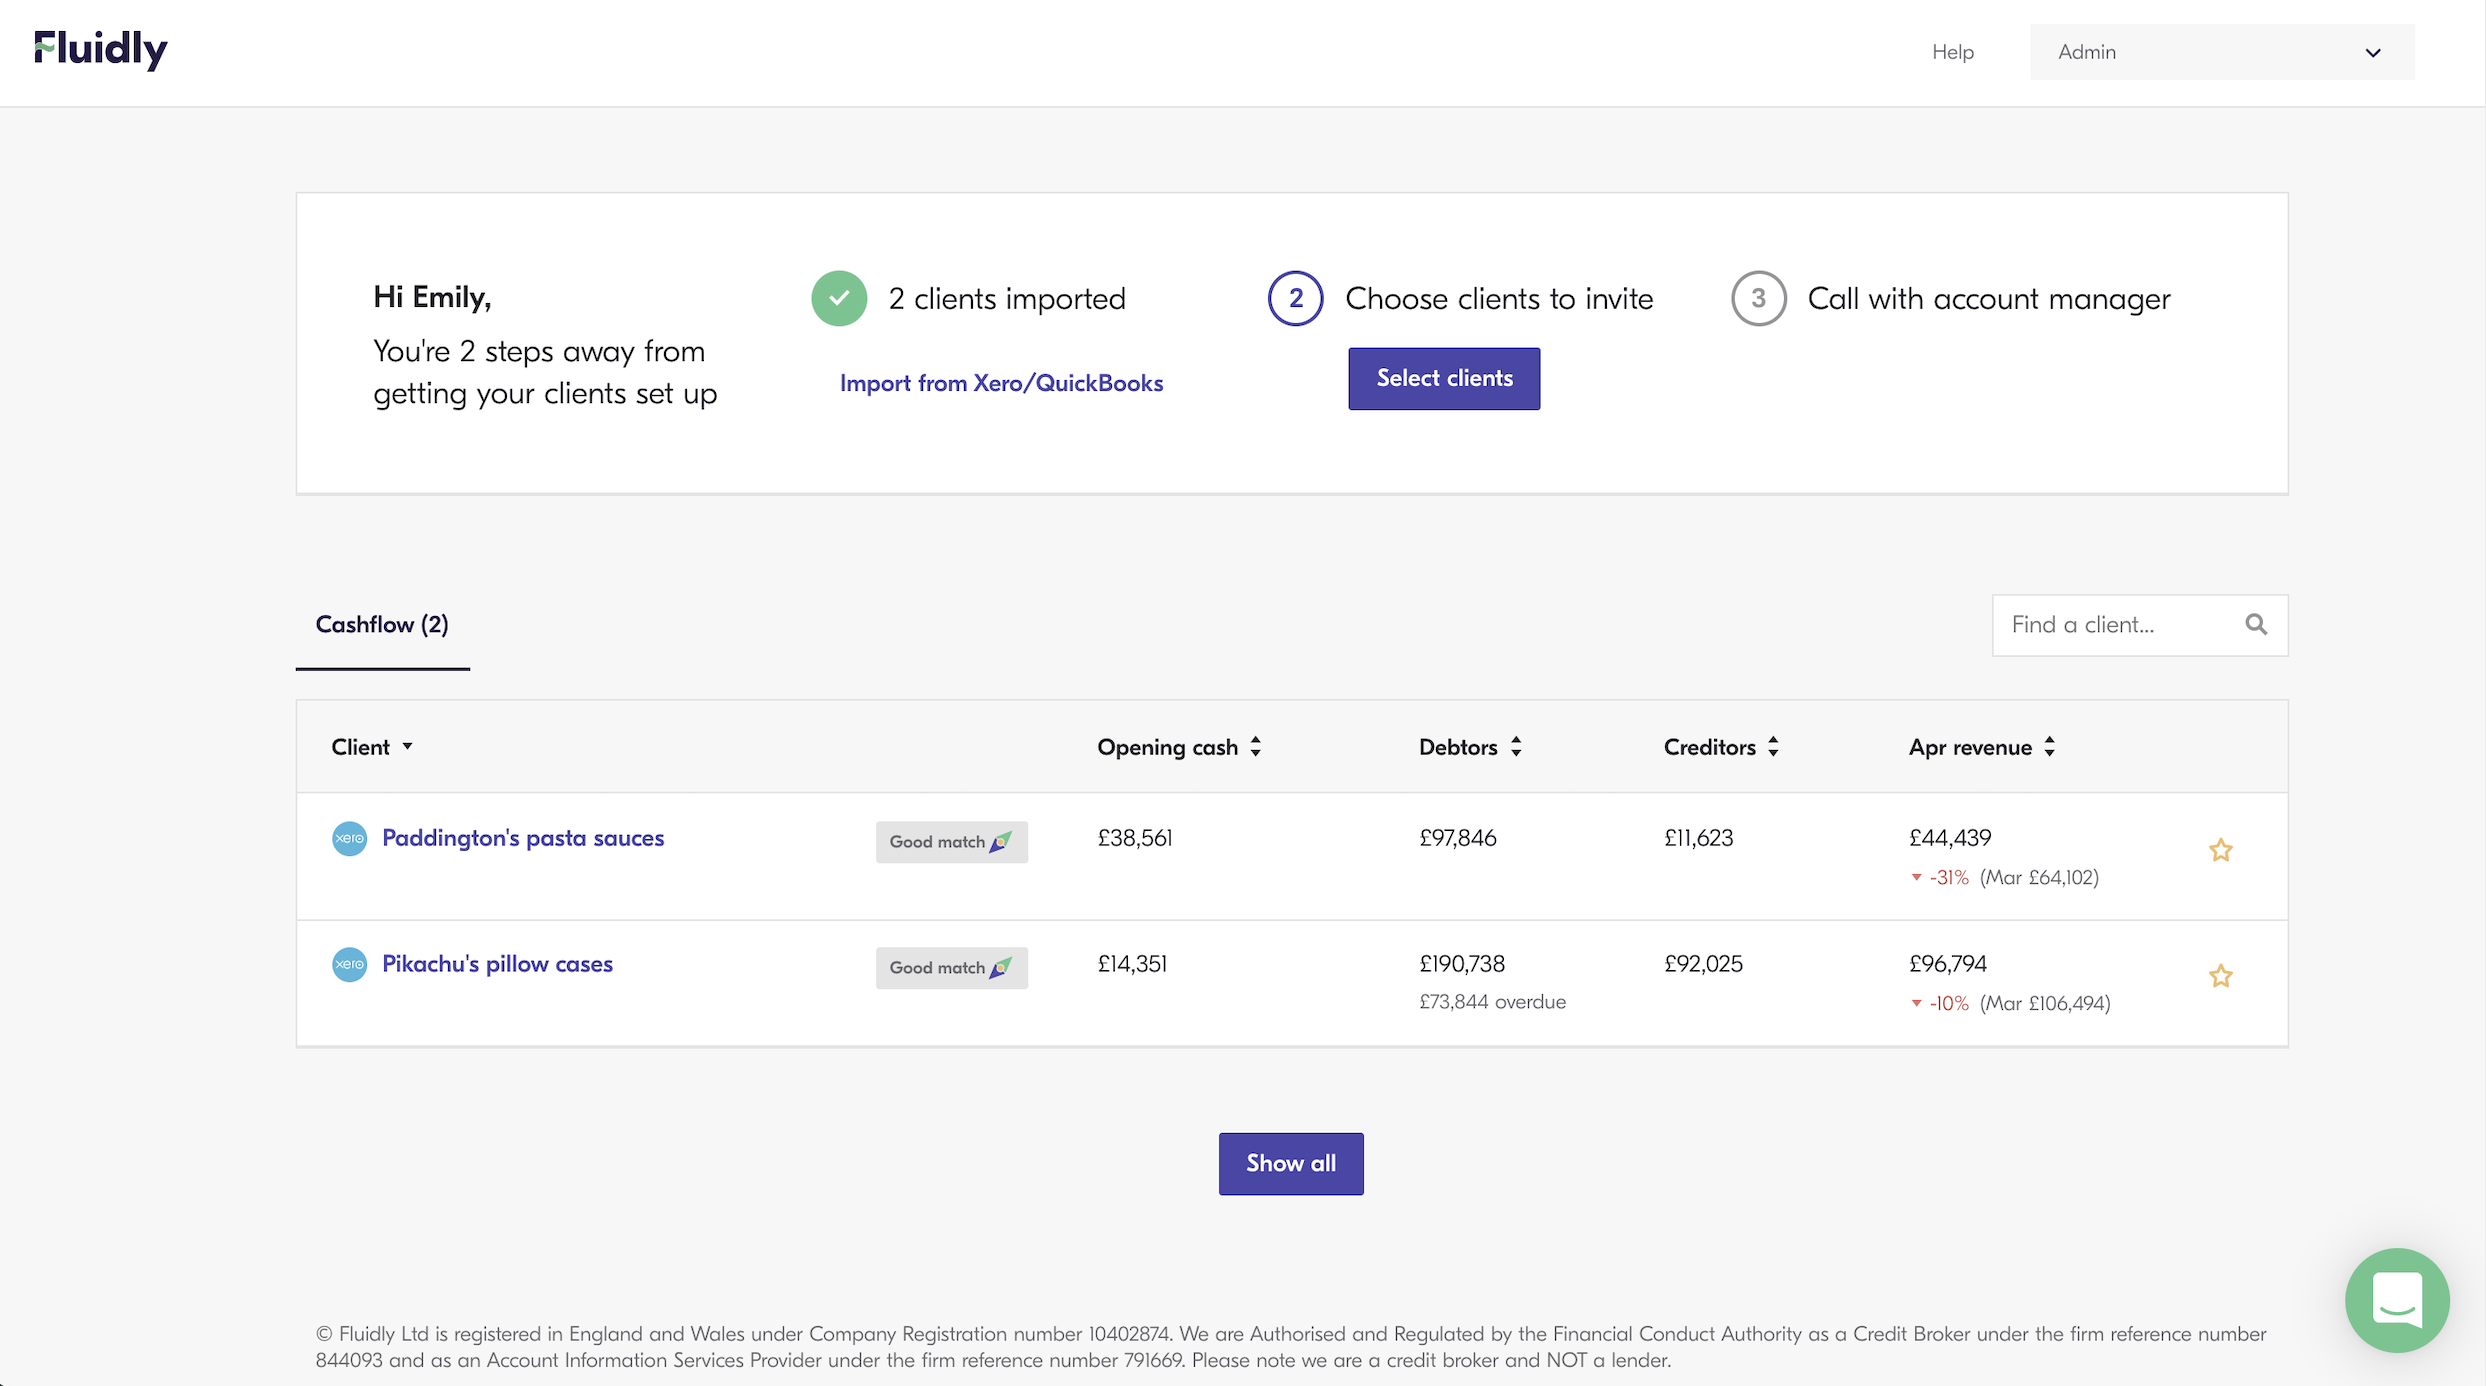 Fluidly
Help
Admin
Hi Emily,
You're 2 steps away from
getting your clients set up
2 clients imported
Import from Xero/QuickBooks
2
Choose clients to invite
Select clients
3
Call with account manager
Cashflow (2)
Find a client...
Client
Opening cash
Debtors
Creditors
Apr revenue
xero
Paddington's pasta sauces
Good match
£38,561
£97,846
£11,623
£44,439
-31% (Mar £64,102)
xero
Pikachu's pillow cases
Good match
£14,351
£190,738
£73,844 overdue
£92,025
£96,794
-10% (Mar £106,494)
Show all
© Fluidly Ltd is registered in England and Wales under Company Registration number 10402874. We are Authorised and Regulated by the Financial Conduct Authority as a Credit Broker under the firm reference number
844093 and as an Account Information Services Provider under the firm reference number 791669. Please note we are a credit broker and NOT a lender.